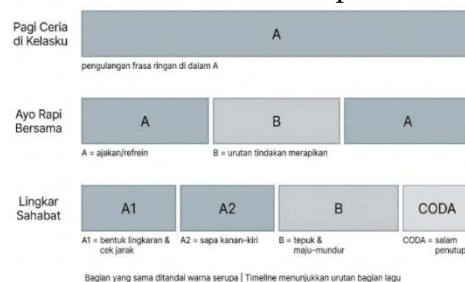 Pagi Ceria
di Kelasku
A
pengulangan frasa ringan di dalam A
Ayo Rapi
Bersama
A
B
A
A = ajakan/refrein
B = urutan tindakan merapikan
Lingkar
Sahabat
A1
A2
B
CODA
A1 = bentuk lingkaran &
cek jarak
A2 = sapa kanan-kiri
B = tepuk &
maju-mundur
CODA = salam
penutup
Bagian yang sama ditandai warna serupa | Timeline menunjukkan urutan bagian lagu